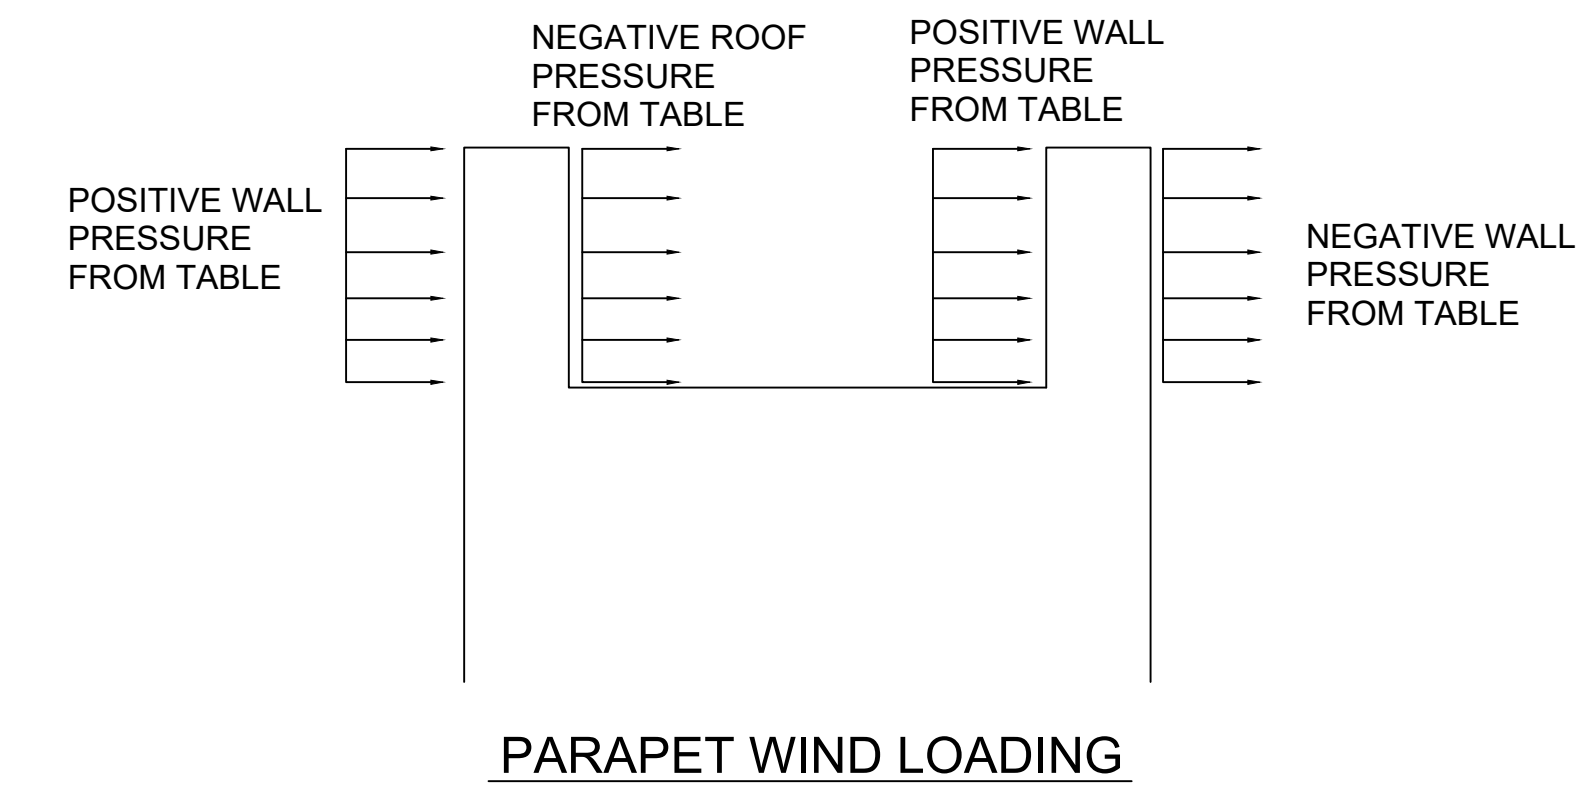 NEGATIVE ROOF
PRESSURE
FROM TABLE
POSITIVE WALL
PRESSURE
FROM TABLE
POSITIVE WALL
PRESSURE
FROM TABLE
NEGATIVE WALL
PRESSURE
FROM TABLE
PARAPET WIND LOADING